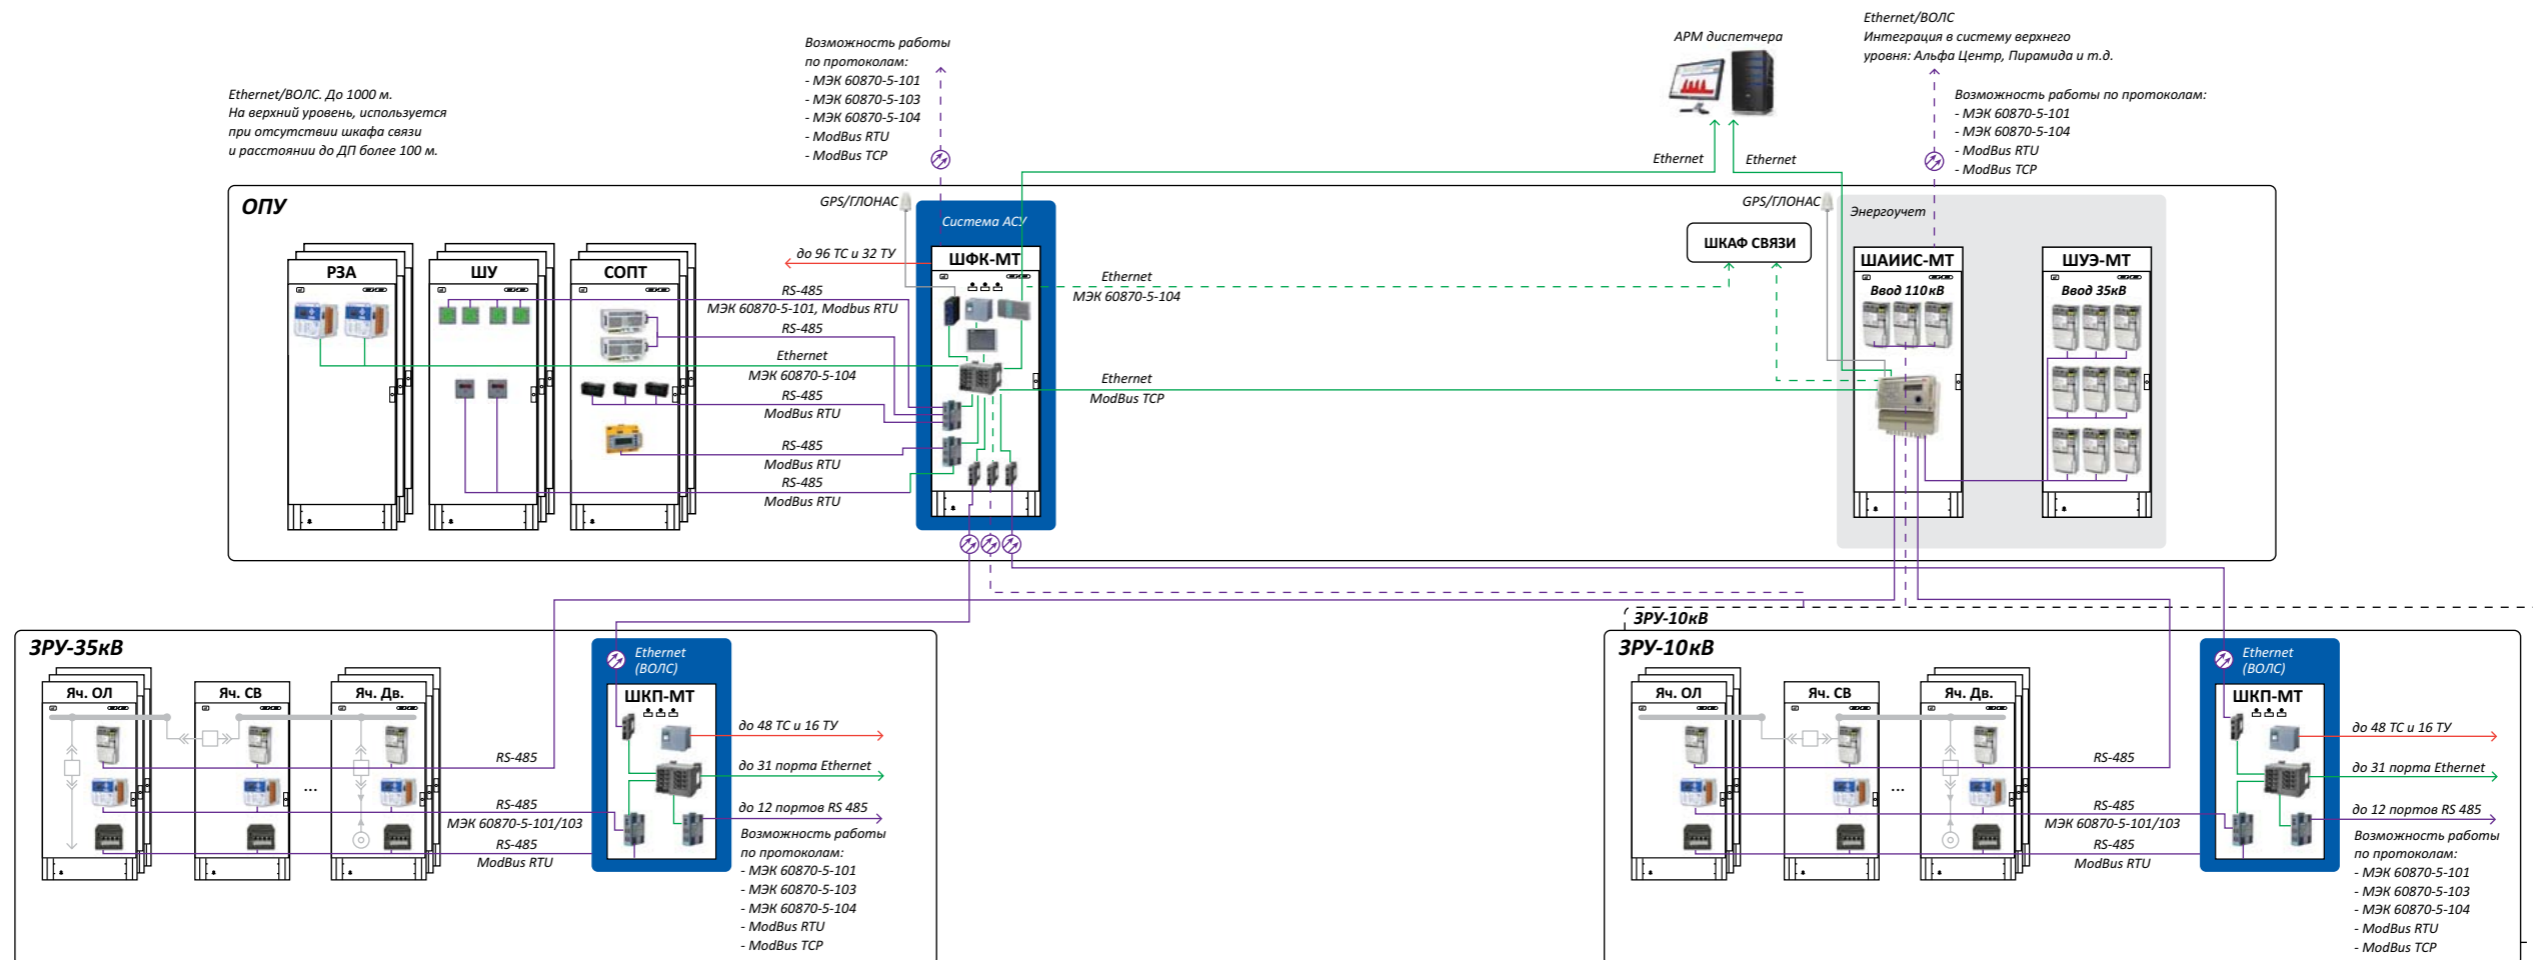 Ethernet/ВОЛС. До 1000 м.
На верхний уровень, используется
при отсутствии шкафа связи
и расстоянии до ДП более 100 м.
Возможность работы
по протоколам:
- МЭК 60870-5-101
- МЭК 60870-5-103
- МЭК 60870-5-104
- ModBus RTU
- ModBus TCP
АРМ диспетчера
Ethernet
Ethernet
Ethernet/ВОЛС
Интеграция в систему верхнего
уровня: Альфа Центр, Пирамида и т.д.
Возможность работы по протоколам:
- МЭК 60870-5-101
- МЭК 60870-5-104
- ModBus RTU
- ModBus TCP
ОПУ
РЗА
ШУ
СОПТ
GPS/ГЛОНАС
Система АСУ
ШФК-МТ
до 96 ТС и 32 ТУ
RS-485
МЭК 60870-5-101, Modbus RTU
RS-485
Ethernet
МЭК 60870-5-104
RS-485
ModBus RTU
RS-485
ModBus RTU
RS-485
ModBus RTU
Ethernet
МЭК 60870-5-104
Ethernet
ModBus TCP
ШКАФ СВЯЗИ
GPS/ГЛОНАС
Энергоучет
ШАИИС-МТ
Ввод 110кВ
ШУЭ-МТ
Ввод 35кВ
ЗРУ-35кВ
Яч. ОЛ
Яч. СВ
Яч. Дв.
...
RS-485
RS-485
МЭК 60870-5-101/103
RS-485
ModBus RTU
Ethernet
(ВОЛС)
ШКП-МТ
до 48 ТС и 16 ТУ
до 31 порта Ethernet
до 12 портов RS 485
Возможность работы
по протоколам:
- МЭК 60870-5-101
- МЭК 60870-5-103
- МЭК 60870-5-104
- ModBus RTU
- ModBus TCP
ЗРУ-10кВ
ЗРУ-10кВ
Яч. ОЛ
Яч. СВ
Яч. Дв.
...
RS-485
RS-485
МЭК 60870-5-101/103
RS-485
ModBus RTU
Ethernet
(ВОЛС)
ШКП-МТ
до 48 ТС и 16 ТУ
до 31 порта Ethernet
до 12 портов RS 485
Возможность работы
по протоколам:
- МЭК 60870-5-101
- МЭК 60870-5-103
- МЭК 60870-5-104
- ModBus RTU
- ModBus TCP